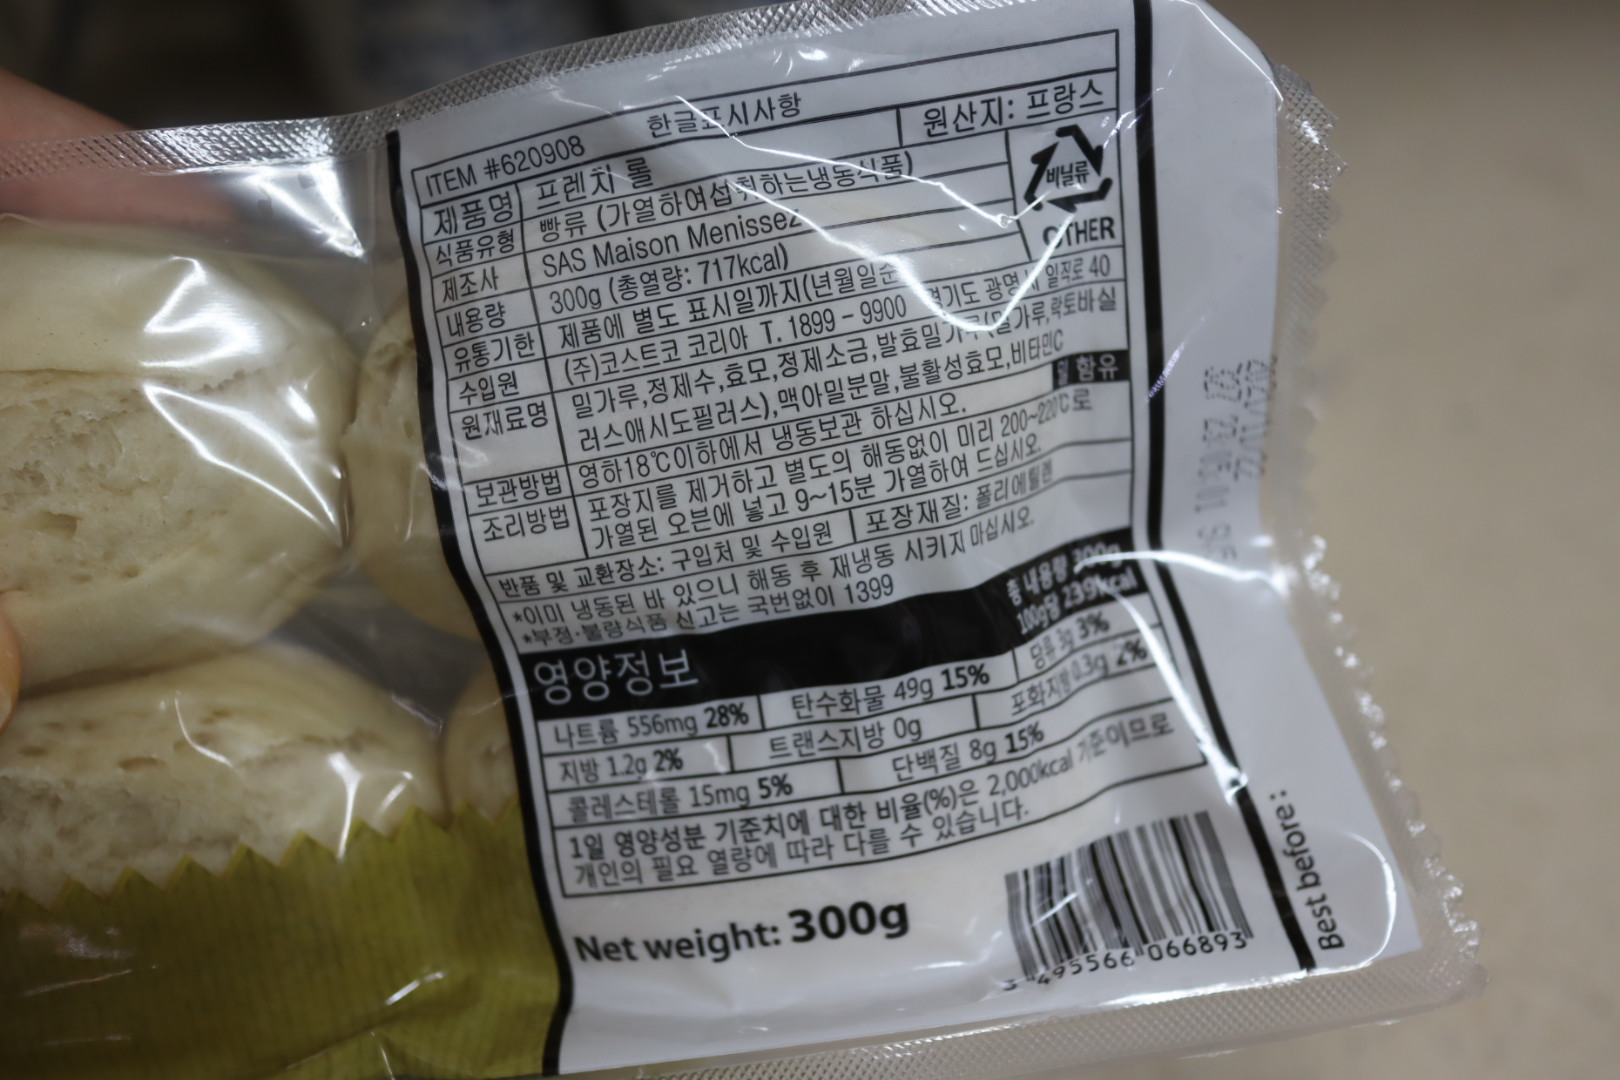 한글표시사항
ITEM #620908
원산지: 프랑스
제품명 프렌치 롤
식품유형 빵류 (가열하여섭취하는냉동식품)
제조사 SAS Maison Menissez
내용량 300g (총열량: 717kcal)
유통기한 제품에 별도 표시일까지(년월일순
수입원 (주)코스트코 코리아 T. 1899 - 9900 경기도 광명시 일직로 40
원재료명 밀가루,정제수,효모,정제소금,발효밀가루(밀가루,락토바실
러스애시도필러스),맥아밀분말,불활성효모,비타민C
밀 함유
보관방법 영하18℃이하에서 냉동보관 하십시오.
조리방법 포장지를 제거하고 별도의 해동없이 미리 200~220℃로
가열된 오븐에 넣고 9~15분 가열하여 드십시오.
반품 및 교환장소: 구입처 및 수입원 포장재질: 폴리에틸렌
*이미 냉동된 바 있으니 해동 후 재냉동 시키지 마십시오.
*부정·불량식품 신고는 국번없이 1399
비닐류
OTHER
영양정보
총 내용량 300g
100g당 239kcal
나트륨 556mg 28% 탄수화물 49g 15% 당류 3g 3%
지방 1.2g 2% 트랜스지방 0g 포화지방 0.3g 2%
콜레스테롤 15mg 5% 단백질 8g 15%
1일 영양성분 기준치에 대한 비율(%)은 2,000kcal 기준이므로
개인의 필요 열량에 따라 다를 수 있습니다.
Net weight: 300g
3 495566 066893
Best before: